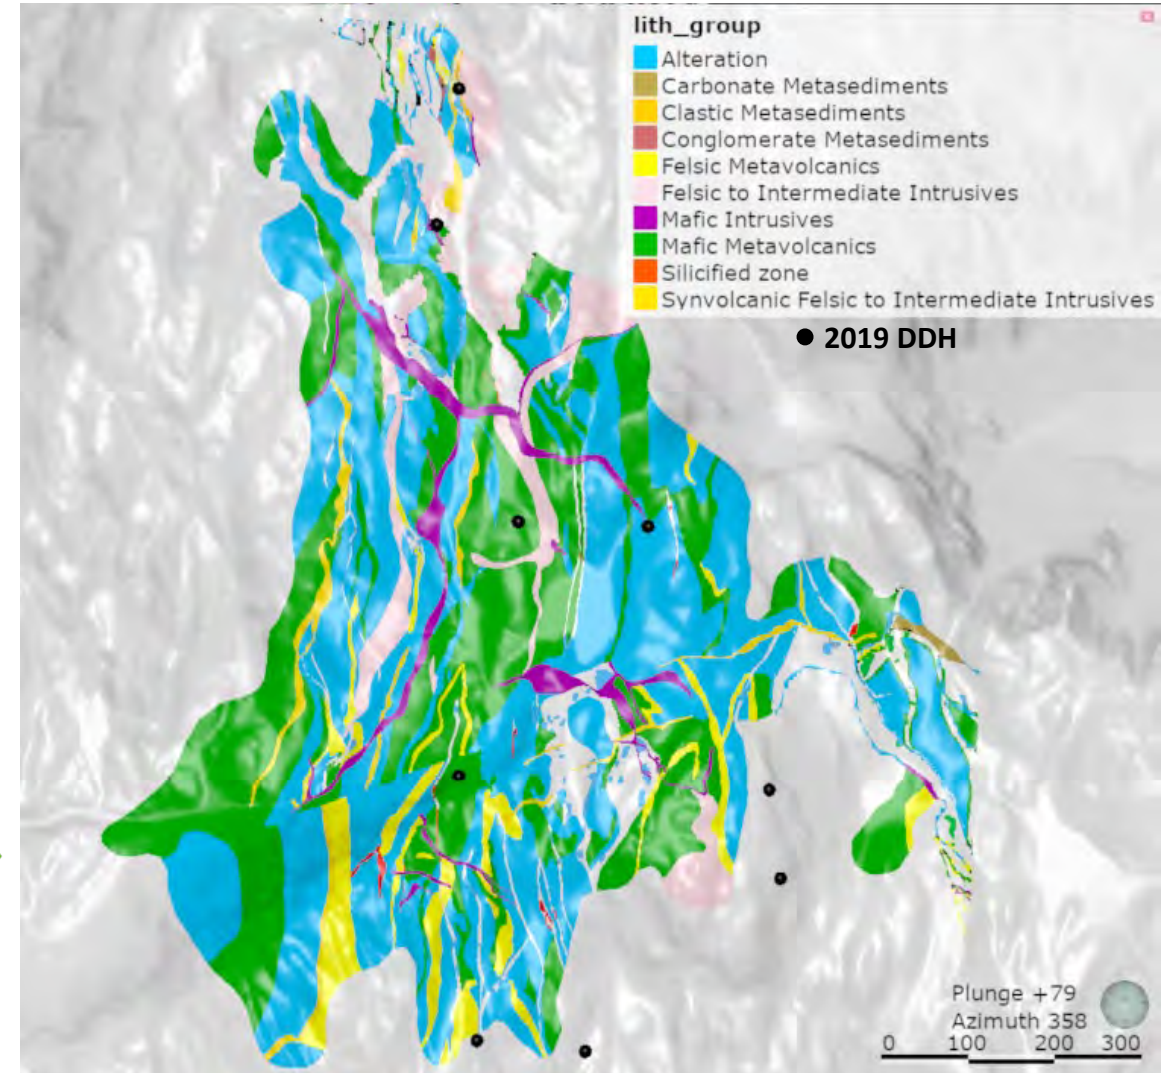 lith_group
Alteration
Carbonate Metasediments
Clastic Metasediments
Conglomerate Metasediments
Felsic Metavolcanics
Felsic to Intermediate Intrusives
Mafic Intrusives
Mafic Metavolcanics
Silicified zone
Synvolcanic Felsic to Intermediate Intrusives
2019 DDH
Plunge +79
Azimuth 358
0 100 200 300